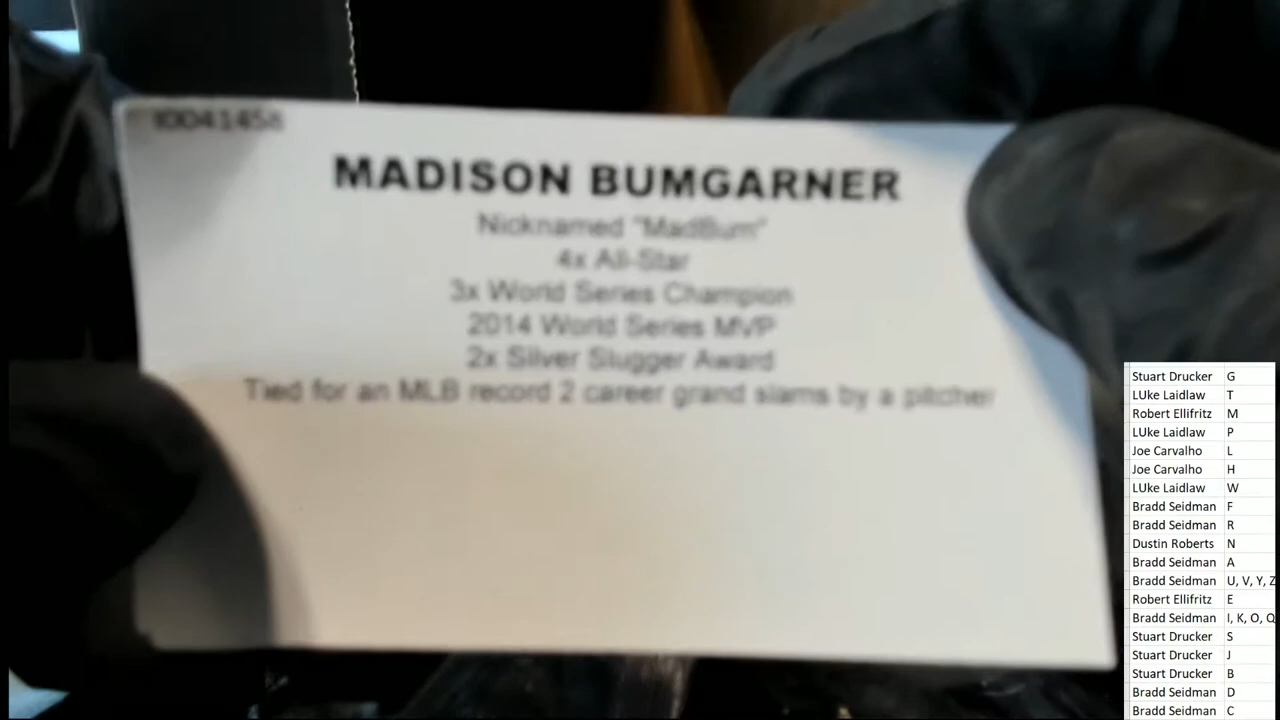 MADISON BUMGARNER
Nicknamed "MadBum"
4x All-Star
3x World Series Champion
2014 World Series MVP
2x Silver Slugger Award
Tied for an MLB record 2 career grand slams by a pitcher
Stuart Drucker G
LUke Laidlaw T
Robert Ellifritz M
LUke Laidlaw P
Joe Carvalho L
Joe Carvalho H
LUke Laidlaw W
Bradd Seidman F
Bradd Seidman R
Dustin Roberts N
Bradd Seidman A
Bradd Seidman U, V, Y, Z
Robert Ellifritz E
Bradd Seidman I, K, O, Q
Stuart Drucker S
Stuart Drucker J
Stuart Drucker B
Bradd Seidman D
Bradd Seidman C